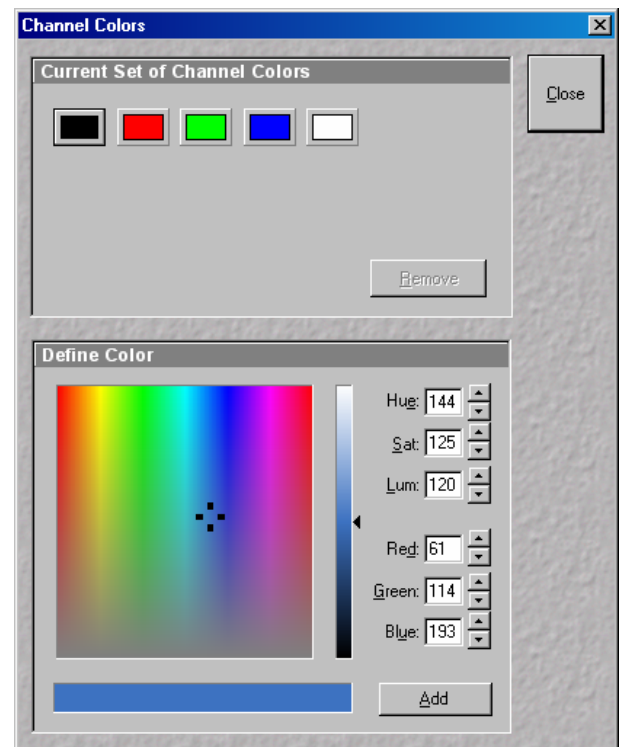 Channel Colors
Current Set of Channel Colors
Close
Remove
Define Color
Hue: 144
Sat: 125
Lum: 120
Red: 61
Green: 114
Blue: 193
Add